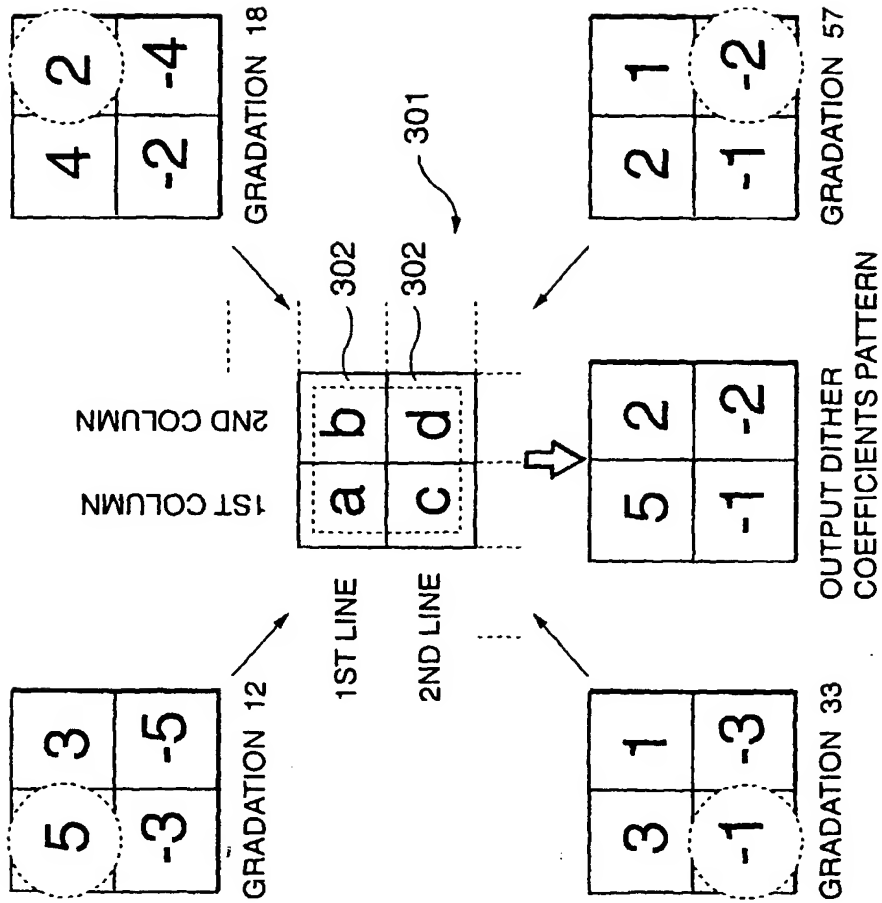 5 3
-3 -5
GRADATION 12
4 2
-2 -4
GRADATION 18
1ST COLUMN
2ND COLUMN
1ST LINE
a b
302
2ND LINE
c d
302
301
3 1
-1 -3
GRADATION 33
5 2
-1 -2
OUTPUT DITHER
COEFFICIENTS PATTERN
2 1
-1 -2
GRADATION 57